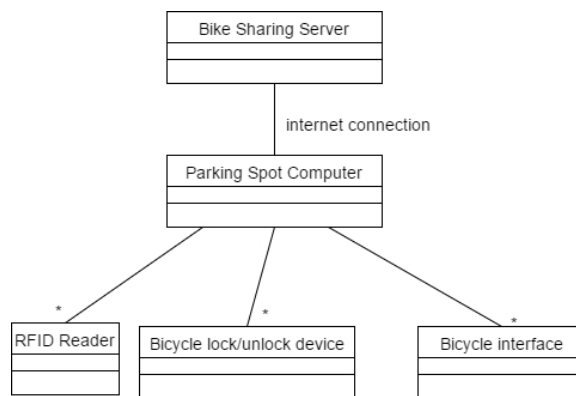 Bike Sharing Server
internet connection
Parking Spot Computer
*
*
*
RFID Reader
Bicycle lock/unlock device
Bicycle interface